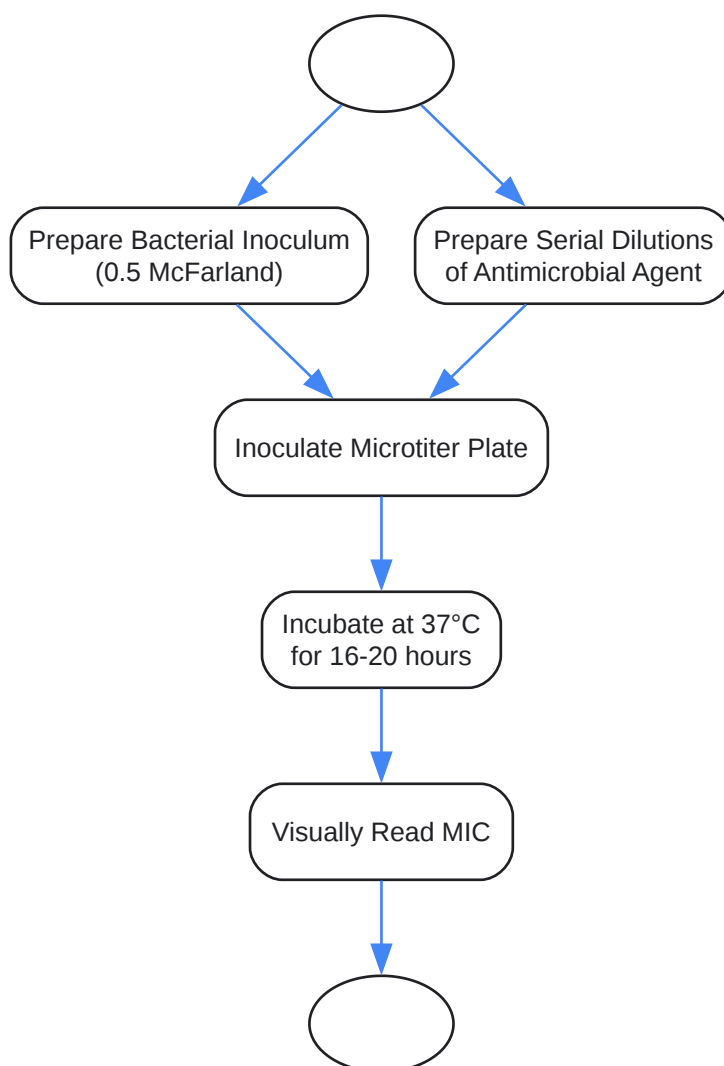 Prepare Bacterial Inoculum
(0.5 McFarland)
Prepare Serial Dilutions
of Antimicrobial Agent
Inoculate Microtiter Plate
Incubate at 37°C
for 16-20 hours
Visually Read MIC